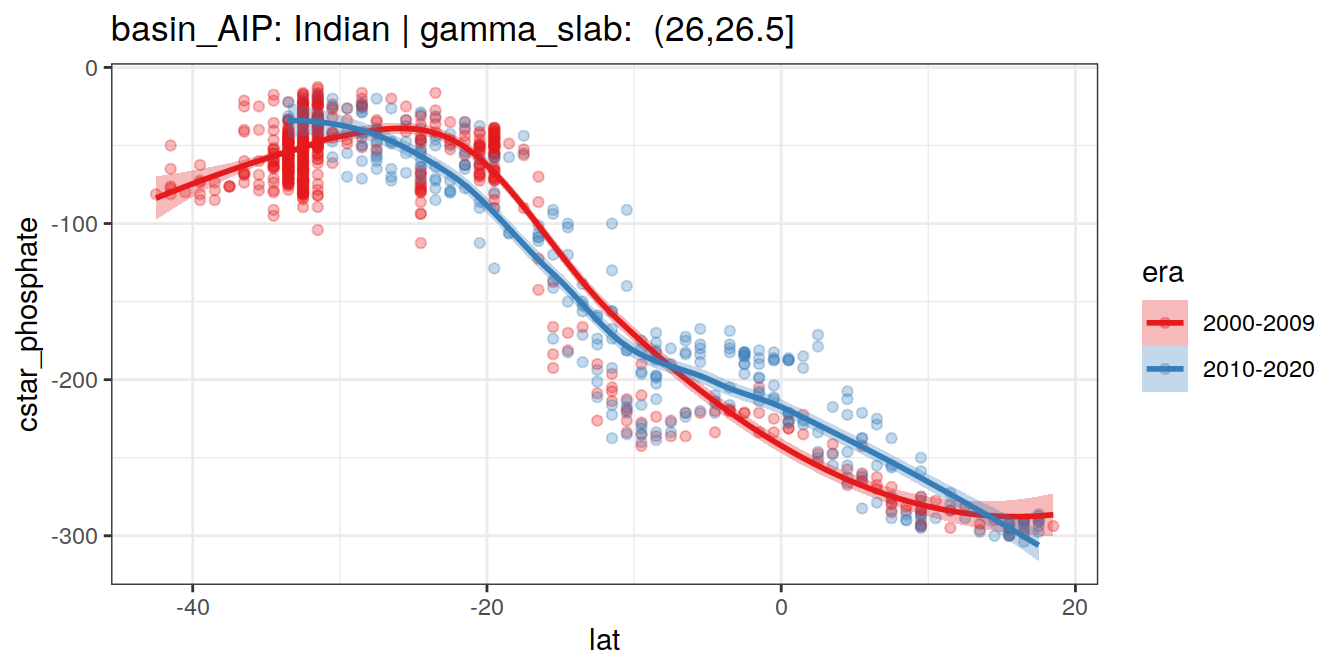 basin_AIP: Indian | gamma_slab:  (26,26.5]
cstar_phosphate
0
-100
-200
-300
-40
-20
0
20
lat
era
2000-2009
2010-2020